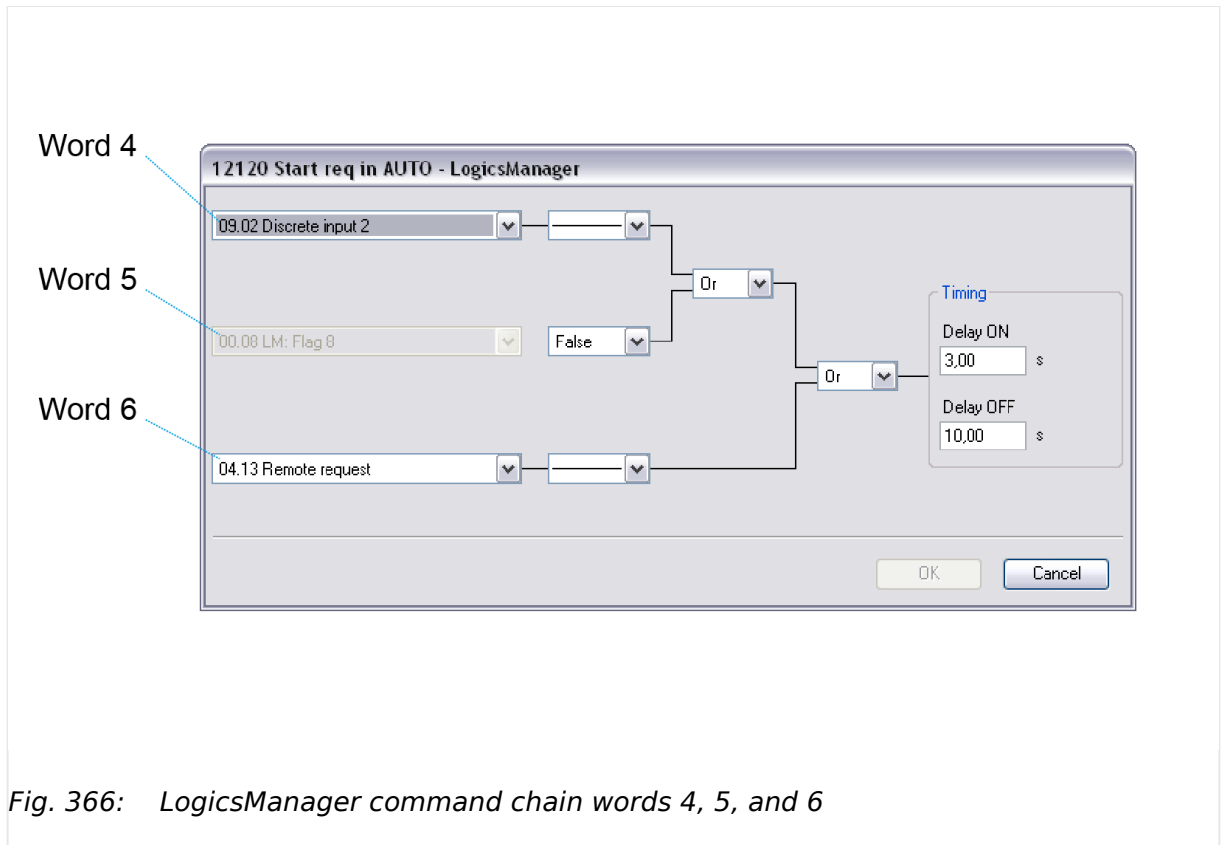 Word 4
12120 Start req in AUTO - LogicsManager
09.02 Discrete input 2
Word 5
Or
Timing
Delay ON
00.08 LM: Flag 8
False
3,00 s
Or
Word 6
Delay OFF
10,00 s
04.13 Remote request
OK
Cancel
Fig. 366: LogicsManager command chain words 4, 5, and 6